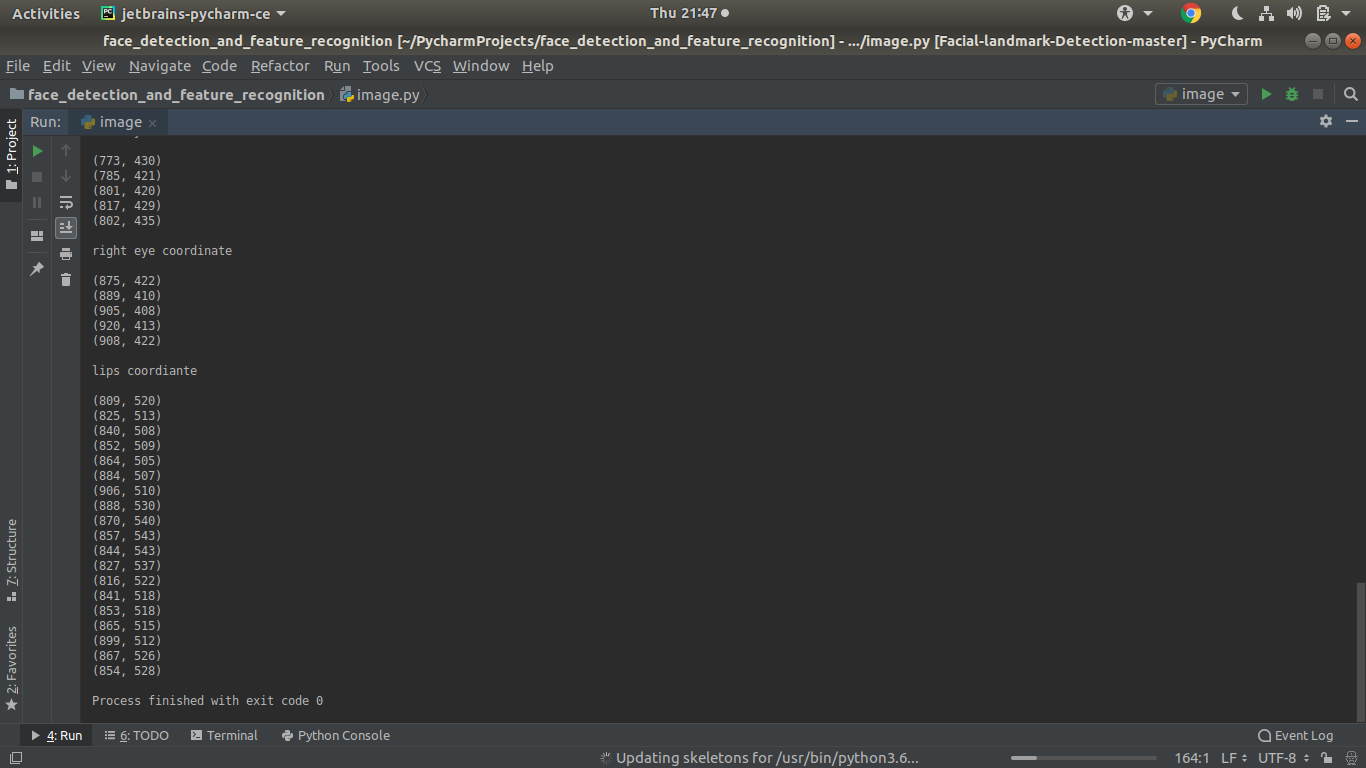 Activities
jetbrains-pycharm-ce
Thu 21:47
face_detection_and_feature_recognition [~/PycharmProjects/face_detection_and_feature_recognition] - .../image.py [Facial-landmark-Detection-master] - PyCharm
File Edit View Navigate Code Refactor Run Tools VCS Window Help
face_detection_and_feature_recognition image.py
image
Run: image
1: Project
7: Structure
2: Favorites
(773, 430)
(785, 421)
(801, 420)
(817, 429)
(802, 435)
right eye coordinate
(875, 422)
(889, 410)
(905, 408)
(920, 413)
(908, 422)
lips coordiante
(809, 520)
(825, 513)
(840, 508)
(852, 509)
(864, 505)
(884, 507)
(906, 510)
(888, 530)
(870, 540)
(857, 543)
(844, 543)
(827, 537)
(816, 522)
(841, 518)
(853, 518)
(865, 515)
(899, 512)
(867, 526)
(854, 528)
Process finished with exit code 0
4: Run 6: TODO Terminal Python Console Event Log
Updating skeletons for /usr/bin/python3.6... 164:1 LF UTF-8